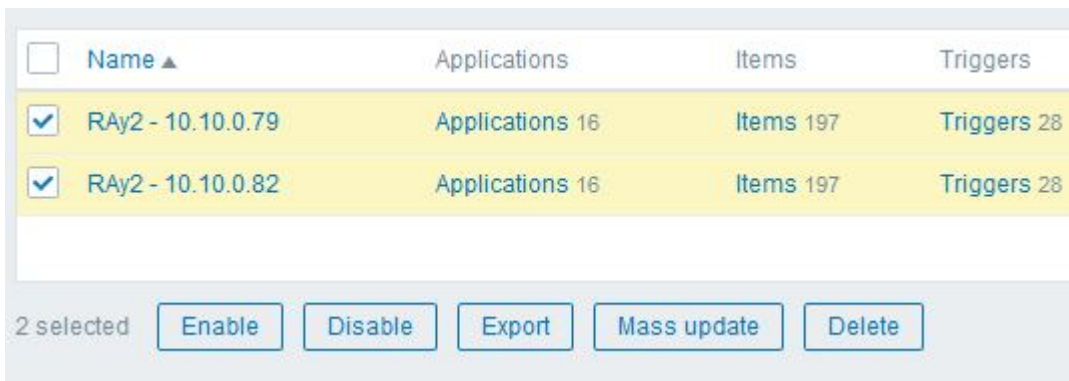 Name ▲ Applications Items Triggers
RAy2 - 10.10.0.79 Applications 16 Items 197 Triggers 28
RAy2 - 10.10.0.82 Applications 16 Items 197 Triggers 28
2 selected Enable Disable Export Mass update Delete